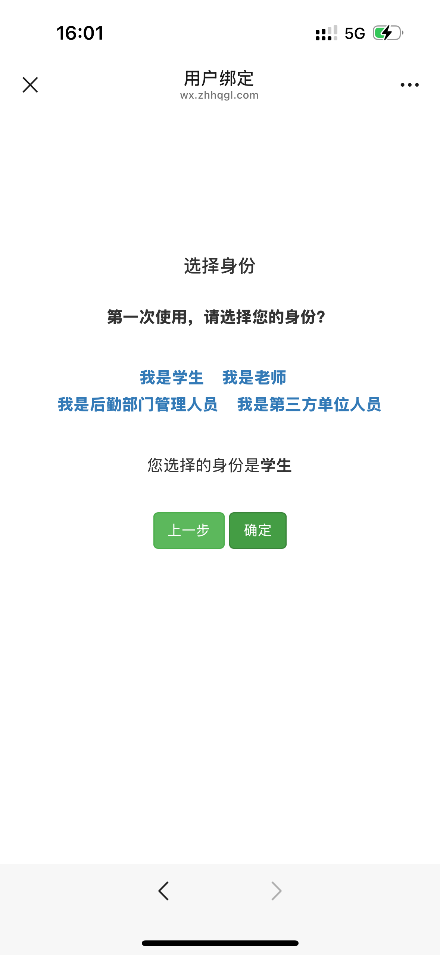 16:01 5G
用户绑定
wx.zhhqgl.com
选择身份
第一次使用，请选择您的身份？
我是学生 我是老师
我是后勤部门管理人员 我是第三方单位人员
您选择的身份是学生
上一步 确定